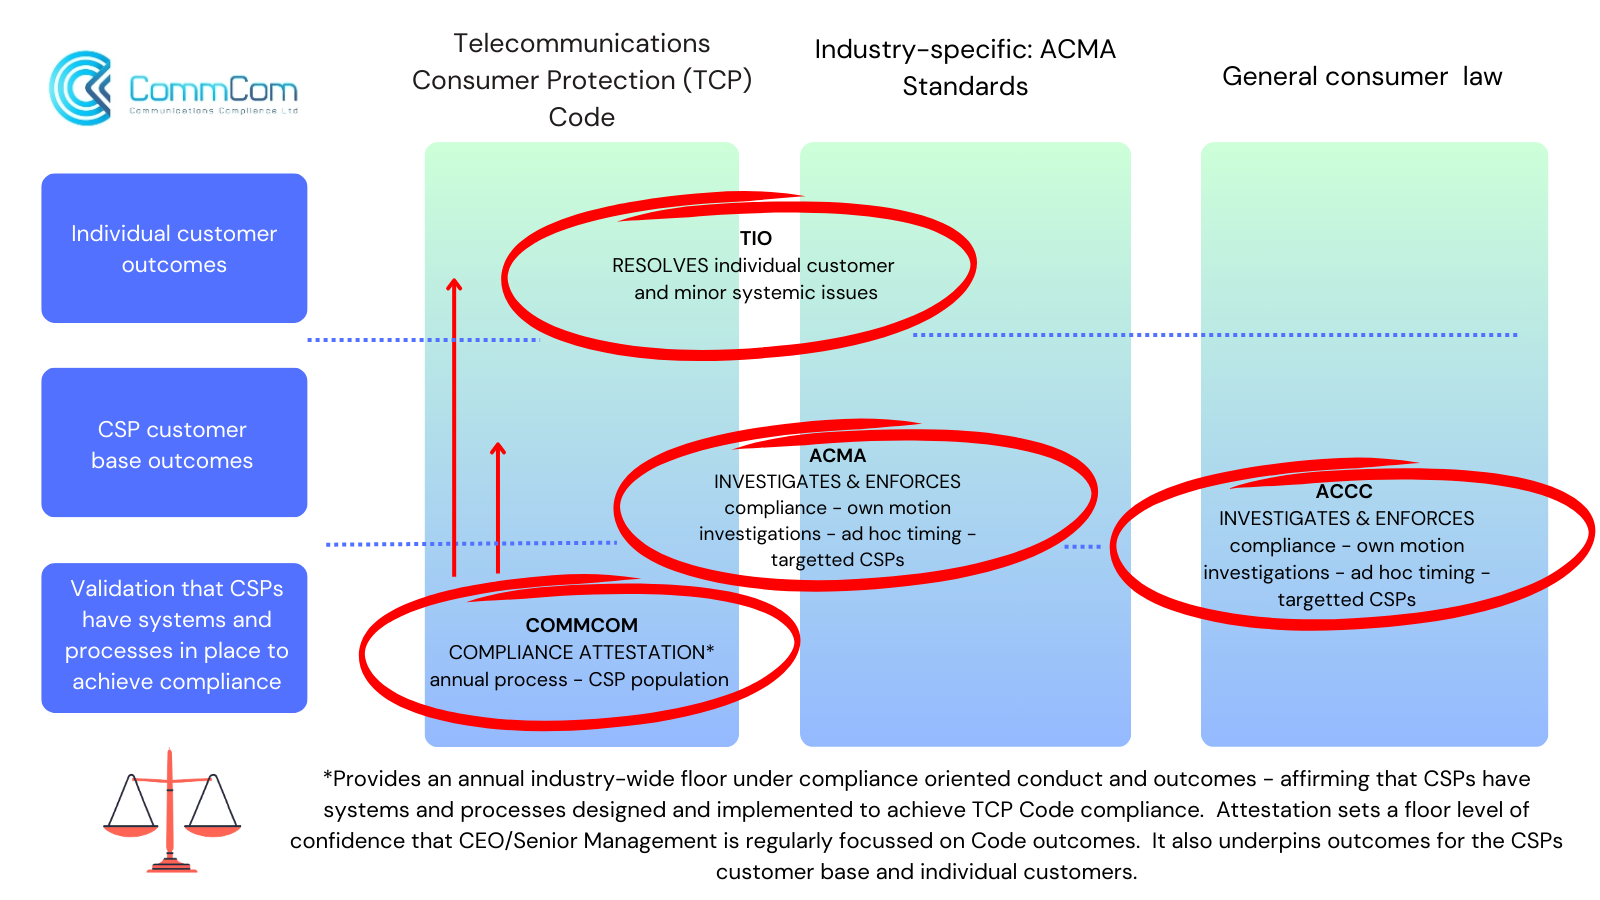 CommCom
Communications Compliance Ltd
Telecommunications
Consumer Protection (TCP)
Code
Industry-specific: ACMA
Standards
General consumer law
Individual customer
outcomes
TIO
RESOLVES individual customer
and minor systemic issues
CSP customer
base outcomes
ACMA
INVESTIGATES & ENFORCES
compliance - own motion
investigations - ad hoc timing -
targetted CSPs
ACCC
INVESTIGATES & ENFORCES
compliance - own motion
investigations - ad hoc timing -
targetted CSPs
Validation that CSPs
have systems and
processes in place to
achieve compliance
COMMCOM
COMPLIANCE ATTESTATION*
annual process - CSP population
*Provides an annual industry-wide floor under compliance oriented conduct and outcomes - affirming that CSPs have
systems and processes designed and implemented to achieve TCP Code compliance. Attestation sets a floor level of
confidence that CEO/Senior Management is regularly focussed on Code outcomes. It also underpins outcomes for the CSPs
customer base and individual customers.